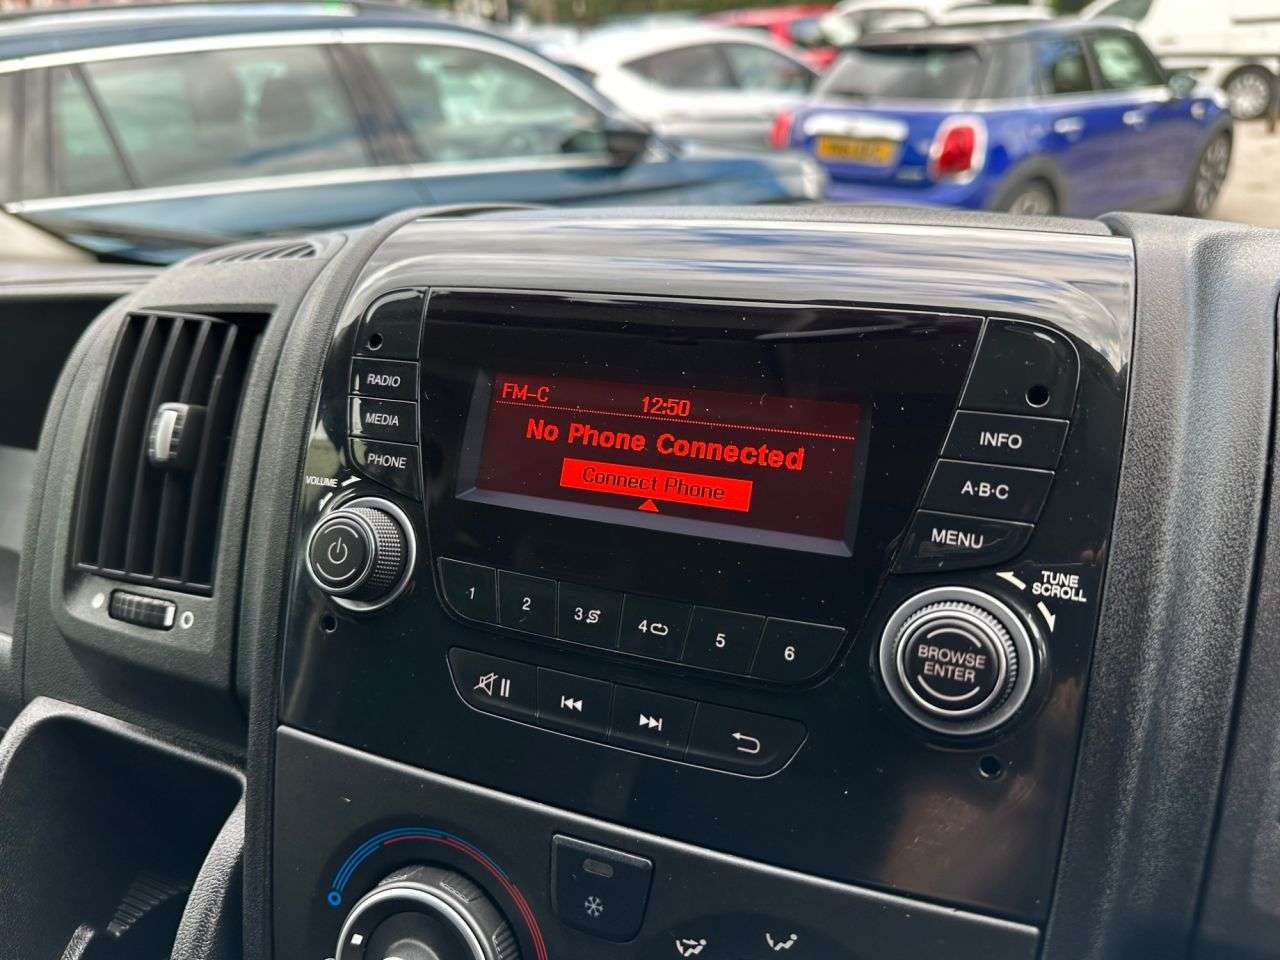 FM-C
12:50
No Phone Connected
Connect Phone
RADIO
MEDIA
PHONE
VOLUME
INFO
A·B·C
MENU
TUNE
SCROLL
BROWSE
ENTER
1
2
3
4
5
6